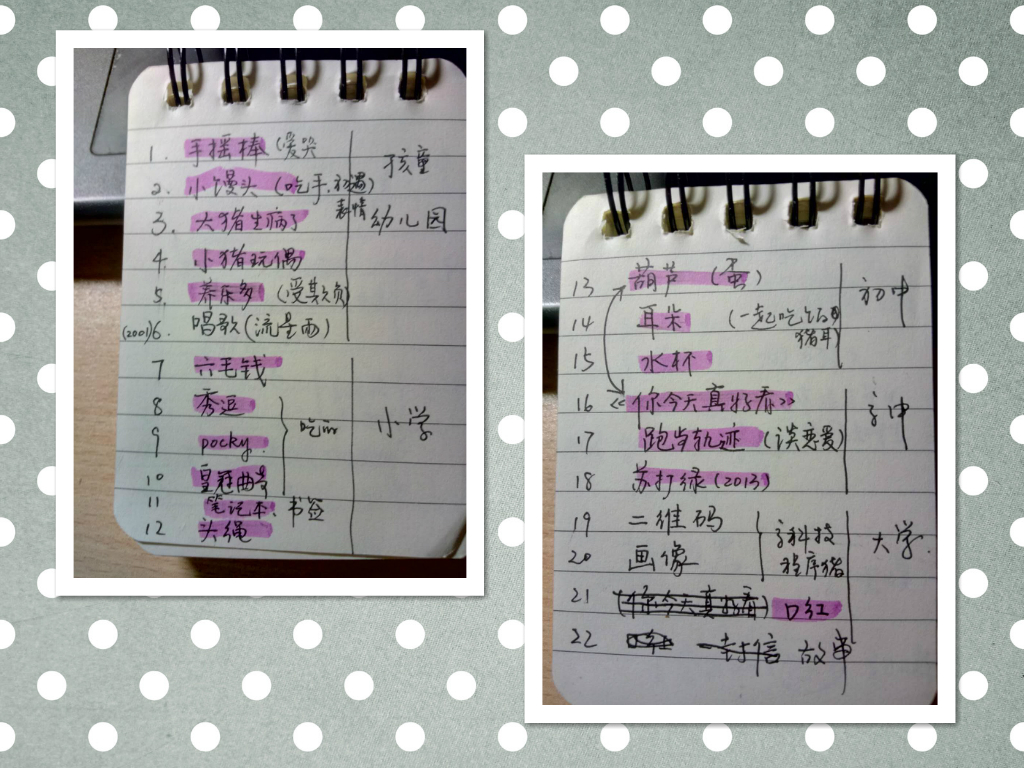 1. 手摇棒 (爱哭
孩童
2. 小馒头 (吃手.初遇)
表情
3. 大猪生病了
幼儿园
4. 小猪玩偶
5. 养乐多 (受欺负)
(2001) 6. 唱歌 (流星雨)
7 六毛钱
8 秀逗
吃
小学
9 pocky.
10 皇冠曲奇
11 笔记本. 书签
12 头绳
13 葫芦 (蛋)
初中
14 耳朵 (一起吃饭
猪耳)
15 水杯
16 《你今天真好看》
高中
17 跑步轨迹 (谈恋爱)
18 苏打绿 (2013)
19 二维码
高科技
大学.
20 画像
程序猪
21 (你今天真好看) 口红
22 口红 一封信 故事